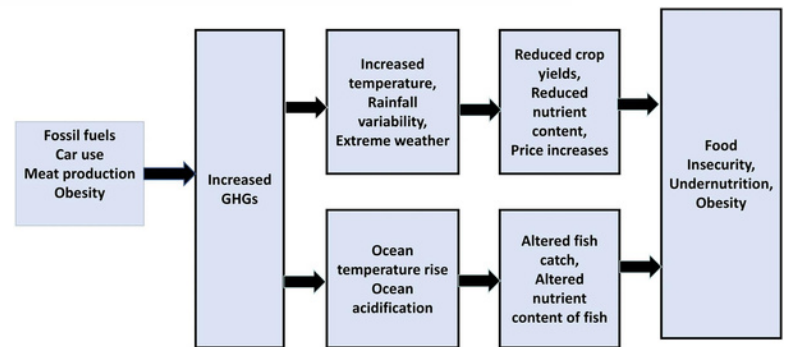 Fossil fuels
Car use
Meat production
Obesity
Increased
GHGs
Increased
temperature,
Rainfall
variability,
Extreme weather
Reduced crop
yields,
Reduced
nutrient
content,
Price increases
Ocean
temperature rise
Ocean
acidification
Altered fish
catch,
Altered
nutrient
content of fish
Food
Insecurity,
Undernutrition,
Obesity